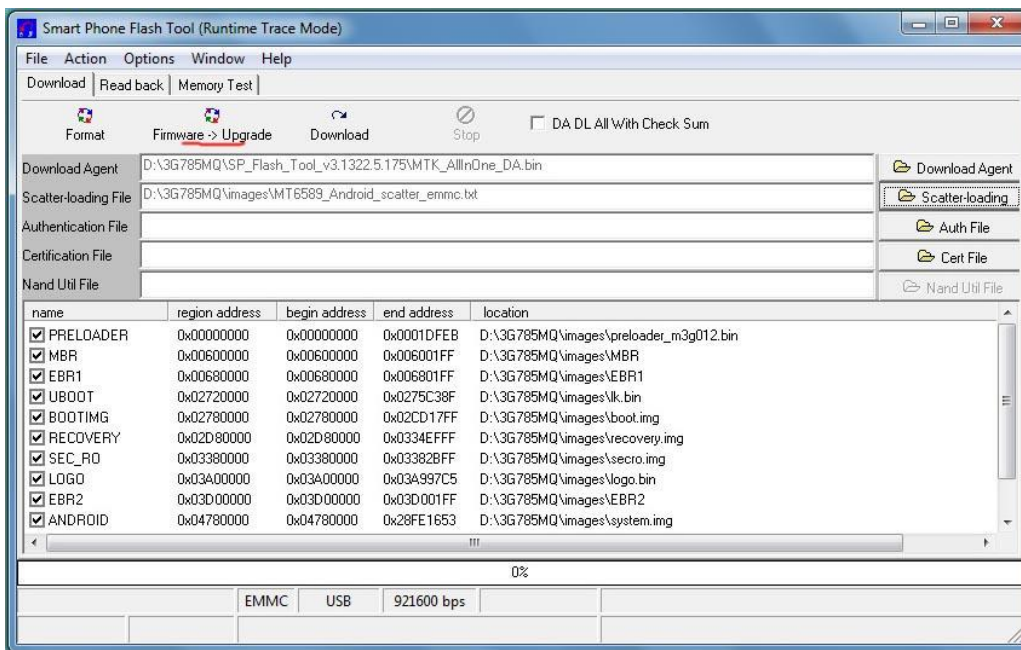 Smart Phone Flash Tool (Runtime Trace Mode)
File Action Options Window Help
Download Read back Memory Test
Format Firmware -> Upgrade Download Stop DA DL All With Check Sum
Download Agent D:\3G785MQ\SP_Flash_Tool_v3.1322.5.175\MTK_AllInOne_DA.bin Download Agent
Scatter-loading File D:\3G785MQ\images\MT6589_Android_scatter_emmc.txt Scatter-loading
Authentication File Auth File
Certification File Cert File
Nand Util File Nand Util File
name region address begin address end address location
PRELOADER 0x00000000 0x00000000 0x0001DFEB D:\3G785MQ\images\preloader_m3g012.bin
MBR 0x00600000 0x00600000 0x006001FF D:\3G785MQ\images\MBR
EBR1 0x00680000 0x00680000 0x006801FF D:\3G785MQ\images\EBR1
UBOOT 0x02720000 0x02720000 0x0275C38F D:\3G785MQ\images\lk.bin
BOOTIMG 0x02780000 0x02780000 0x02CD17FF D:\3G785MQ\images\boot.img
RECOVERY 0x02D80000 0x02D80000 0x0334EFFF D:\3G785MQ\images\recovery.img
SEC_RO 0x03380000 0x03380000 0x03382BFF D:\3G785MQ\images\secro.img
LOGO 0x03A00000 0x03A00000 0x03A997C5 D:\3G785MQ\images\logo.bin
EBR2 0x03D00000 0x03D00000 0x03D001FF D:\3G785MQ\images\EBR2
ANDROID 0x04780000 0x04780000 0x28FE1653 D:\3G785MQ\images\system.img
0%
EMMC USB 921600 bps